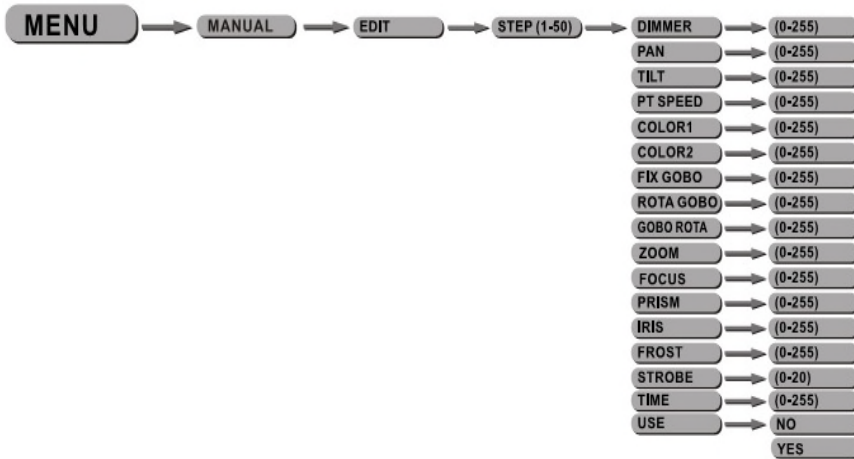 MENU MANUAL EDIT STEP (1-50) DIMMER (0-255)
PAN (0-255)
TILT (0-255)
PT SPEED (0-255)
COLOR1 (0-255)
COLOR2 (0-255)
FIX GOBO (0-255)
ROTA GOBO (0-255)
GOBO ROTA (0-255)
ZOOM (0-255)
FOCUS (0-255)
PRISM (0-255)
IRIS (0-255)
FROST (0-255)
STROBE (0-20)
TIME (0-255)
USE NO
YES